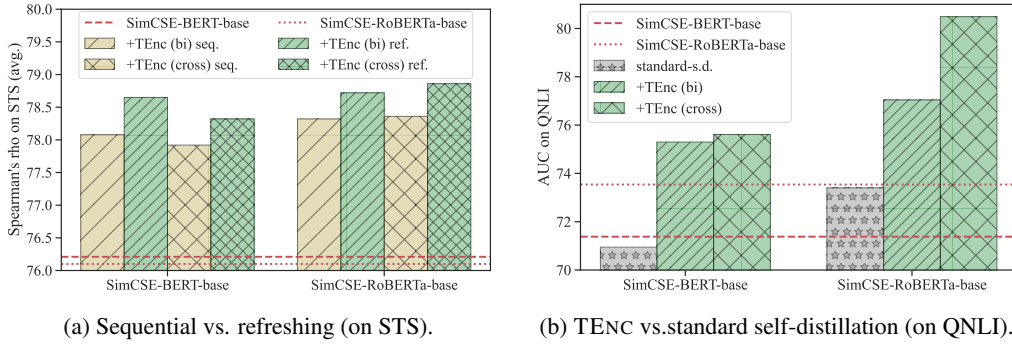 80.0
79.5
79.0
78.5
78.0
77.5
77.0
76.5
76.0
Spearman's rho on STS (avg.)
SimCSE-BERT-base
SimCSE-RoBERTa-base
+TEnc (bi) seq.
+TEnc (cross) seq.
+TEnc (bi) ref.
+TEnc (cross) ref.
SimCSE-BERT-base
SimCSE-RoBERTa-base
(a) Sequential vs. refreshing (on STS).
80
78
76
74
72
70
AUC on QNLI
SimCSE-BERT-base
SimCSE-RoBERTa-base
standard-s.d.
+TEnc (bi)
+TEnc (cross)
SimCSE-BERT-base
SimCSE-RoBERTa-base
(b) TENC vs.standard self-distillation (on QNLI).